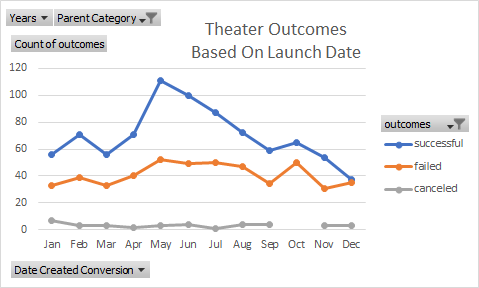 Years Parent Category
Theater Outcomes
Based On Launch Date
Count of outcomes
120
100
80
60
40
20
0
Jan Feb Mar Apr May Jun Jul Aug Sep Oct Nov Dec
outcomes
successful
failed
canceled
Date Created Conversion